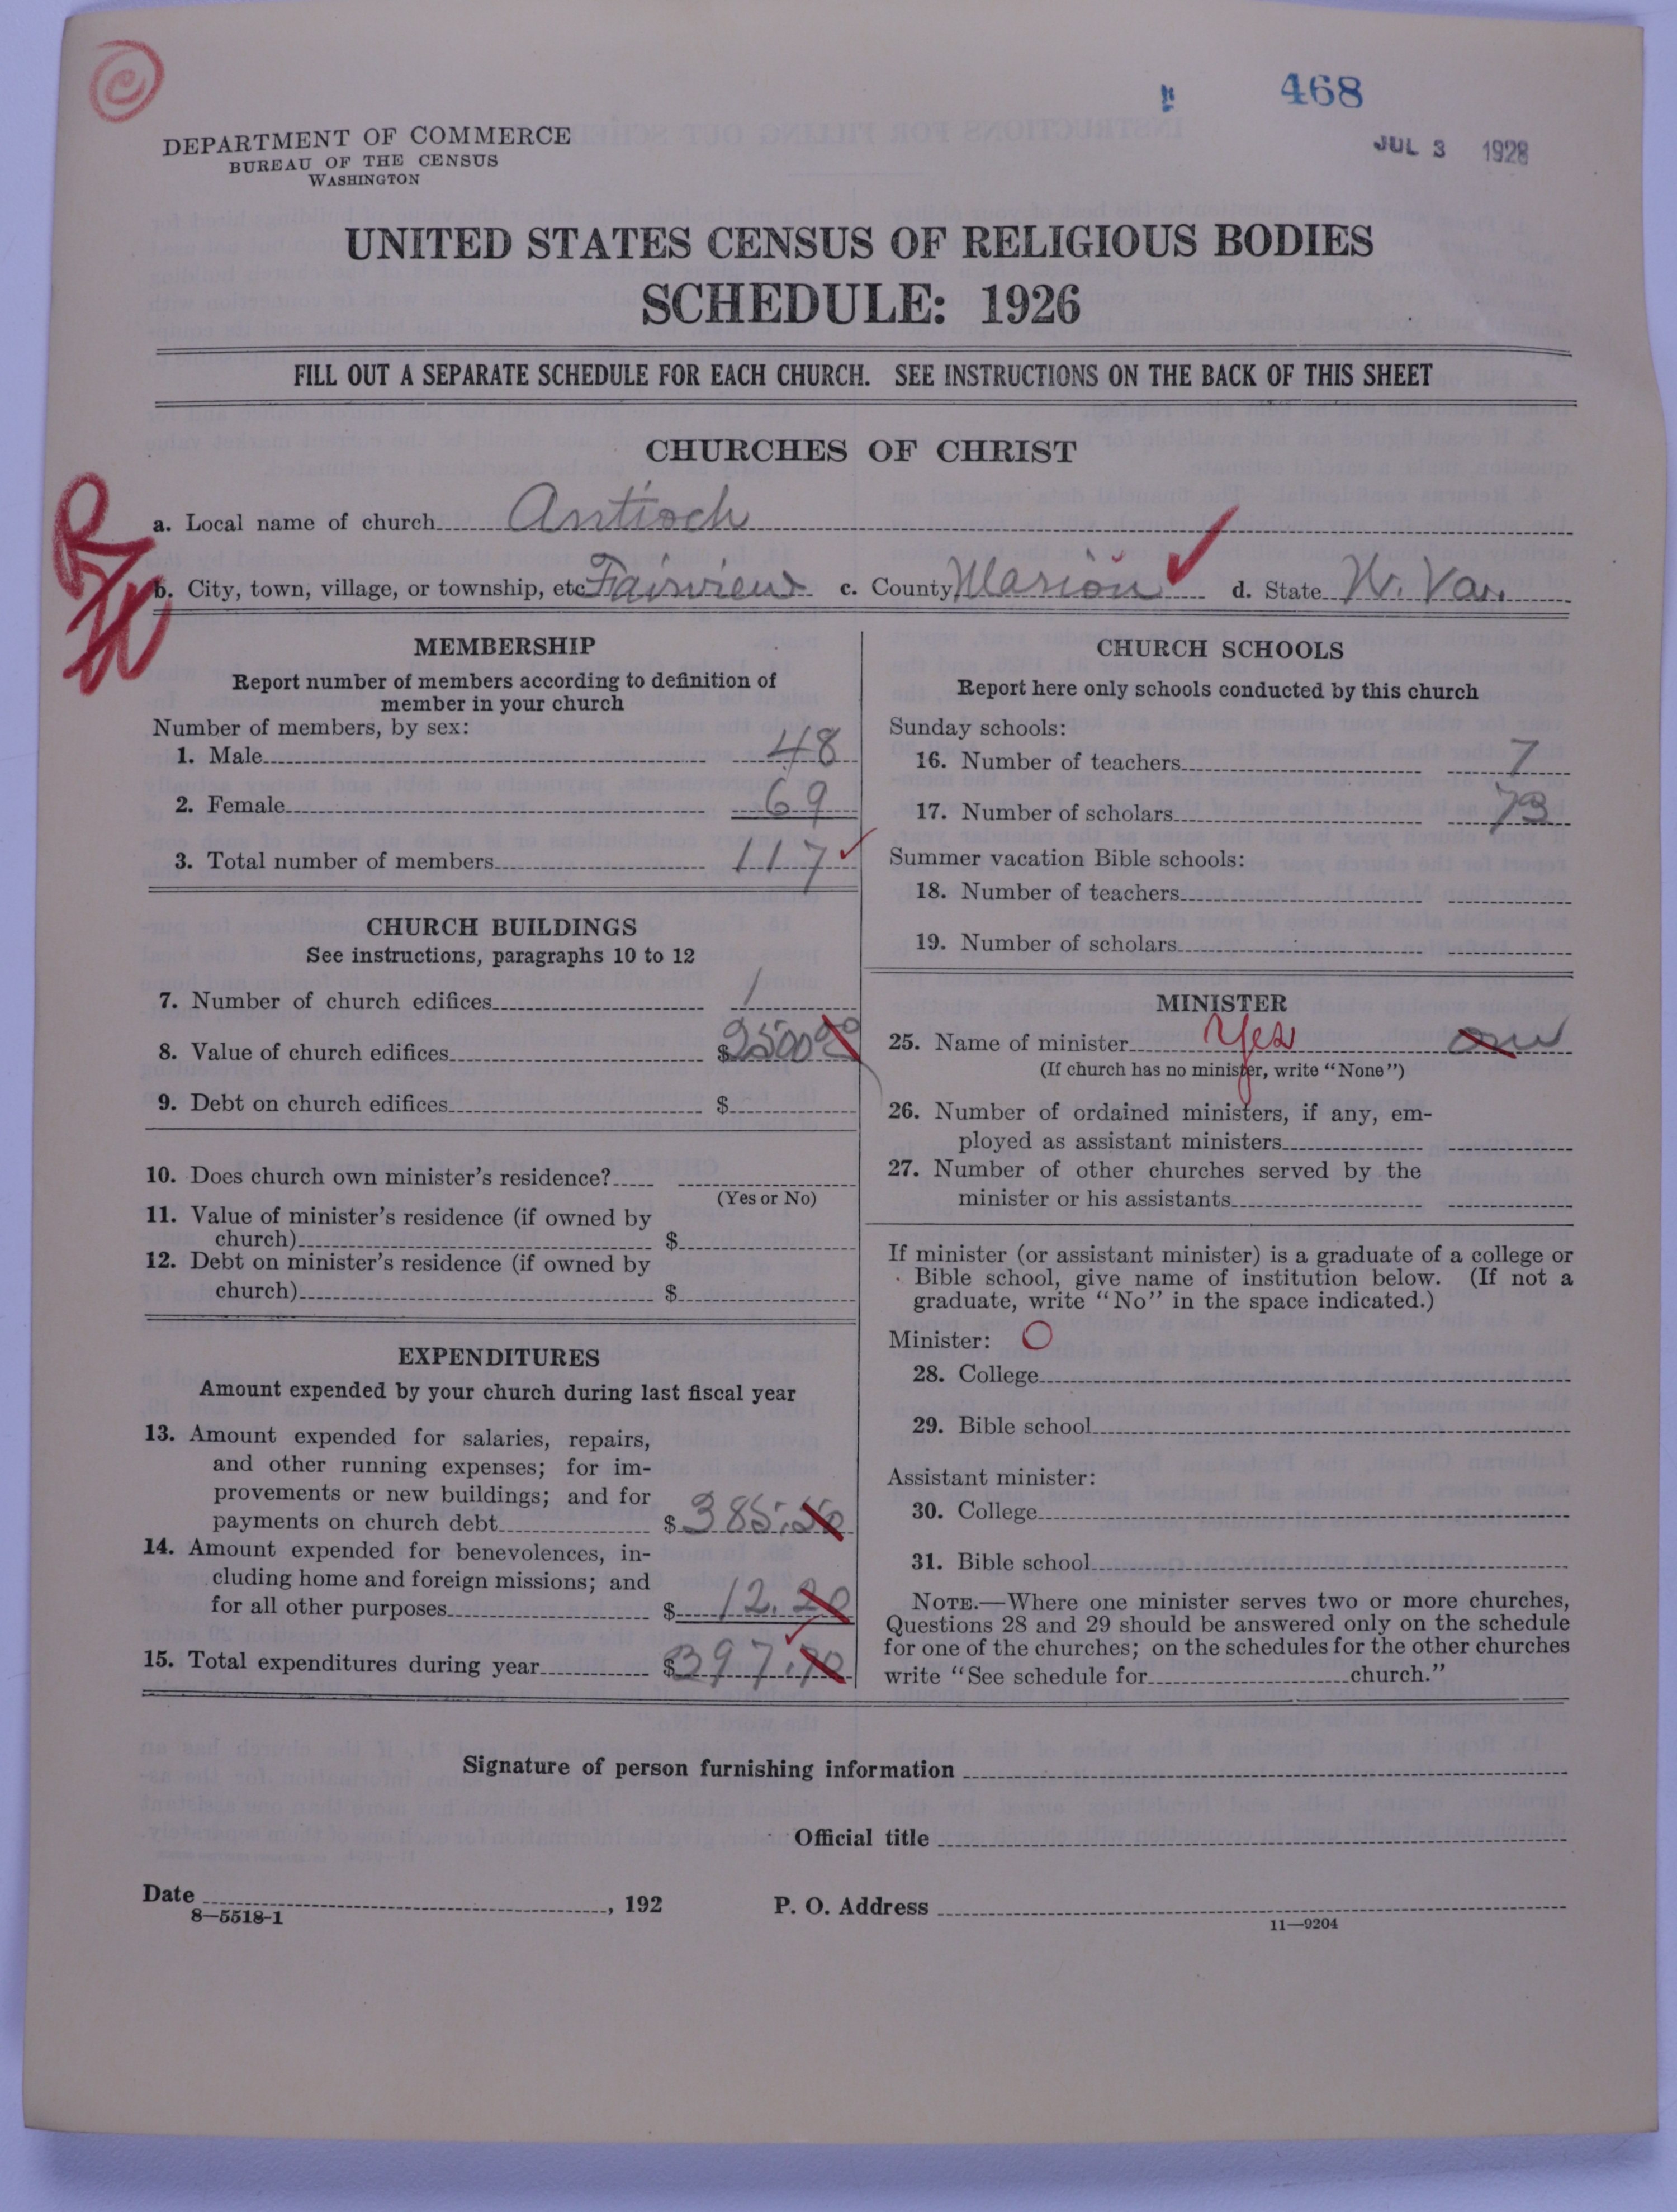 468
JUL 3 1928
DEPARTMENT OF COMMERCE
BUREAU OF THE CENSUS
WASHINGTON
UNITED STATES CENSUS OF RELIGIOUS BODIES
SCHEDULE: 1926
FILL OUT A SEPARATE SCHEDULE FOR EACH CHURCH. SEE INSTRUCTIONS ON THE BACK OF THIS SHEET
CHURCHES OF CHRIST
a. Local name of church Antioch
b. City, town, village, or township, etc. Fairview c. County Marion d. State W. Va.
MEMBERSHIP
Report number of members according to definition of
member in your church
Number of members, by sex:
1. Male 48
2. Female 69
3. Total number of members 117
CHURCH BUILDINGS
See instructions, paragraphs 10 to 12
7. Number of church edifices 1
8. Value of church edifices $2500 00
9. Debt on church edifices $
10. Does church own minister's residence?
(Yes or No)
11. Value of minister's residence (if owned by
church) $
12. Debt on minister's residence (if owned by
church) $
EXPENDITURES
Amount expended by your church during last fiscal year
13. Amount expended for salaries, repairs,
and other running expenses; for im-
provements or new buildings; and for
payments on church debt $385.50
14. Amount expended for benevolences, in-
cluding home and foreign missions; and
for all other purposes $12.20
15. Total expenditures during year $397.70
CHURCH SCHOOLS
Report here only schools conducted by this church
Sunday schools:
16. Number of teachers 7
17. Number of scholars 73
Summer vacation Bible schools:
18. Number of teachers
19. Number of scholars
MINISTER
25. Name of minister Yes
(If church has no minister, write "None")
26. Number of ordained ministers, if any, em-
ployed as assistant ministers
27. Number of other churches served by the
minister or his assistants
If minister (or assistant minister) is a graduate of a college or
Bible school, give name of institution below. (If not a
graduate, write "No" in the space indicated.)
Minister: O
28. College
29. Bible school
Assistant minister:
30. College
31. Bible school
NOTE.—Where one minister serves two or more churches,
Questions 28 and 29 should be answered only on the schedule
for one of the churches; on the schedules for the other churches
write "See schedule for church."
Signature of person furnishing information
Official title
Date , 192 P. O. Address
8—5518-1
11—9204